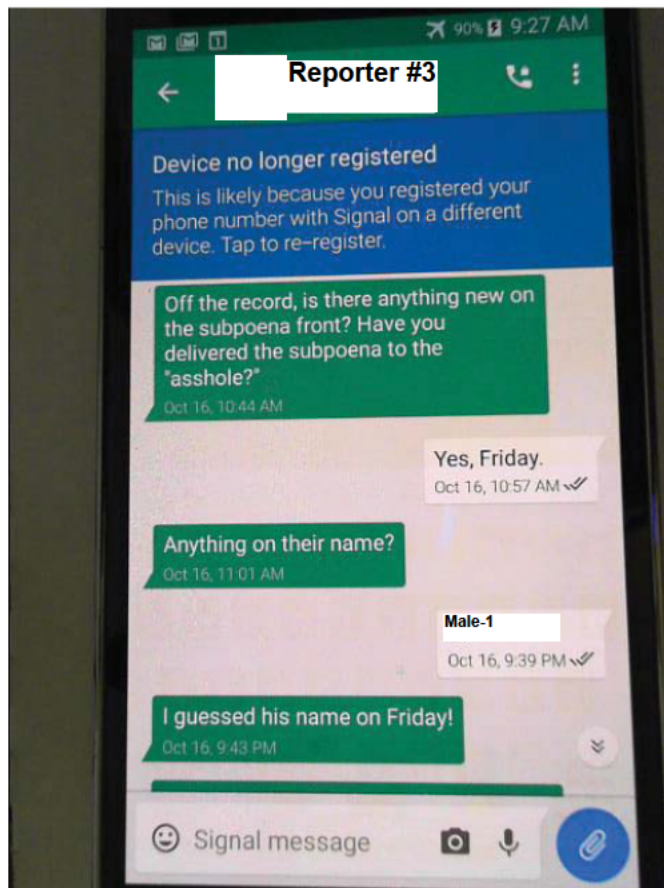 1
90% 9:27 AM
Reporter #3
Device no longer registered
This is likely because you registered your
phone number with Signal on a different
device. Tap to re-register.
Off the record, is there anything new on
the subpoena front? Have you
delivered the subpoena to the
"asshole?"
Oct 16, 10:44 AM
Yes, Friday.
Oct 16, 10:57 AM
Anything on their name?
Oct 16, 11:01 AM
Male-1
Oct 16, 9:39 PM
I guessed his name on Friday!
Oct 16, 9:43 PM
Signal message